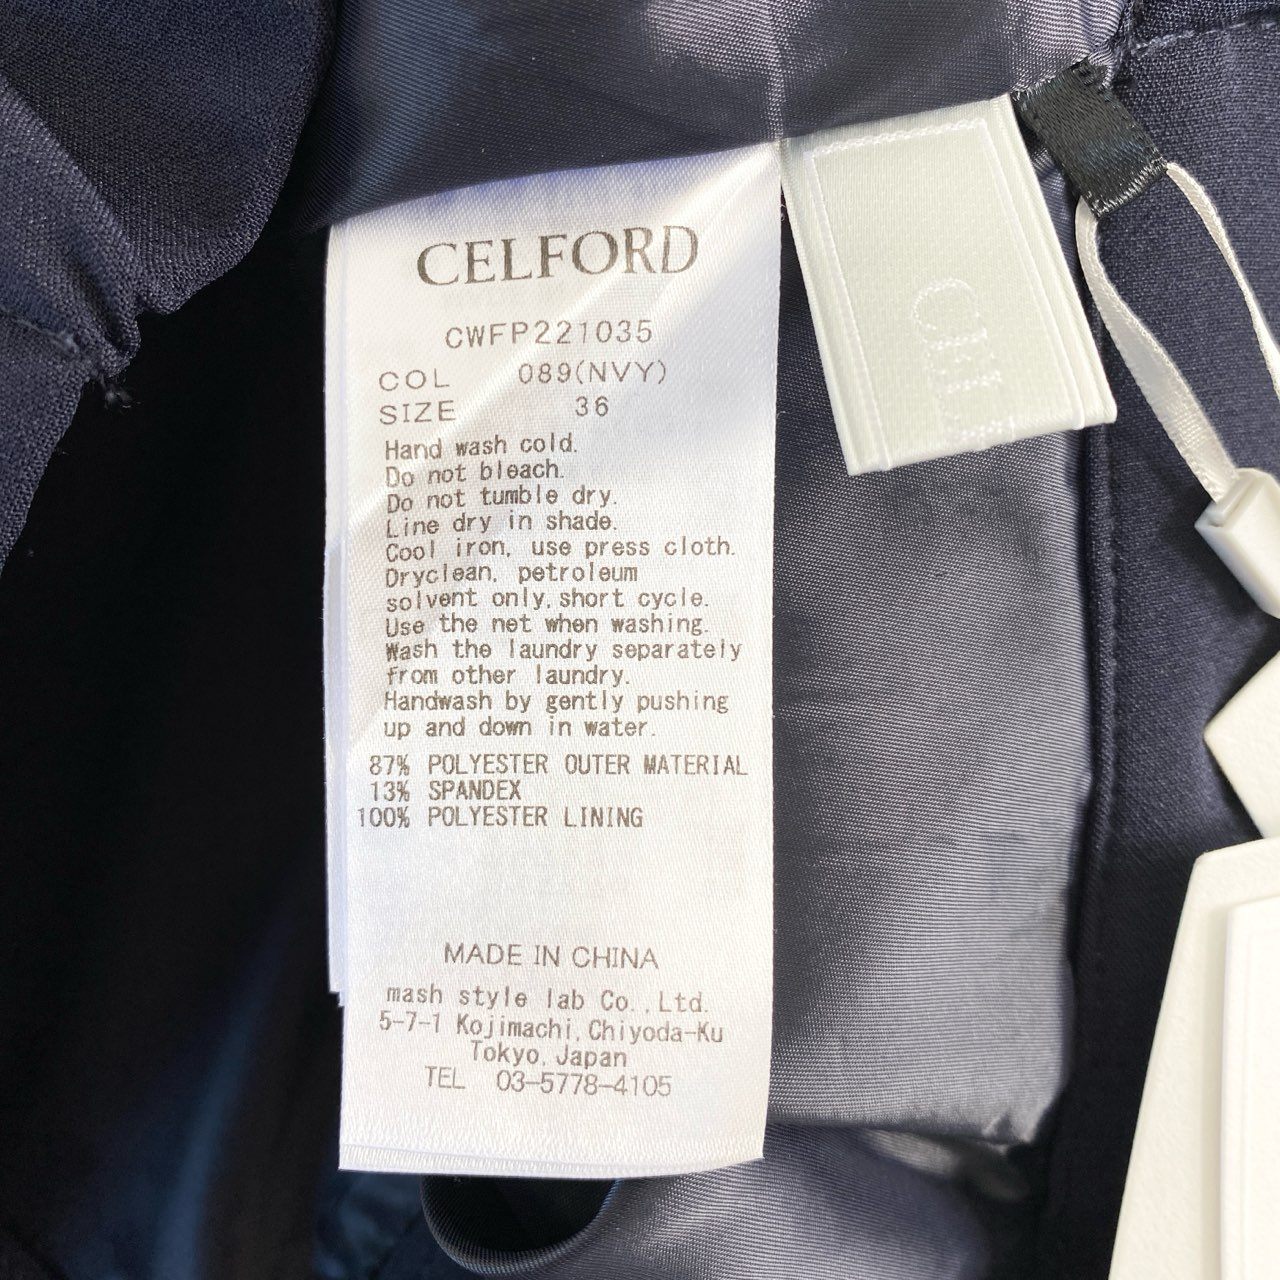 CELFORD
CWFP221035
COL 089(NVY)
SIZE 36
Hand wash cold.
Do not bleach.
Do not tumble dry.
Line dry in shade.
Cool iron, use press cloth.
Dryclean, petroleum
solvent only,short cycle.
Use the net when washing.
Wash the laundry separately
from other laundry.
Handwash by gently pushing
up and down in water.
87% POLYESTER OUTER MATERIAL
13% SPANDEX
100% POLYESTER LINING
MADE IN CHINA
mash style lab Co.,Ltd.
5-7-1 Kojimachi,Chiyoda-Ku
Tokyo,Japan
TEL 03-5778-4105